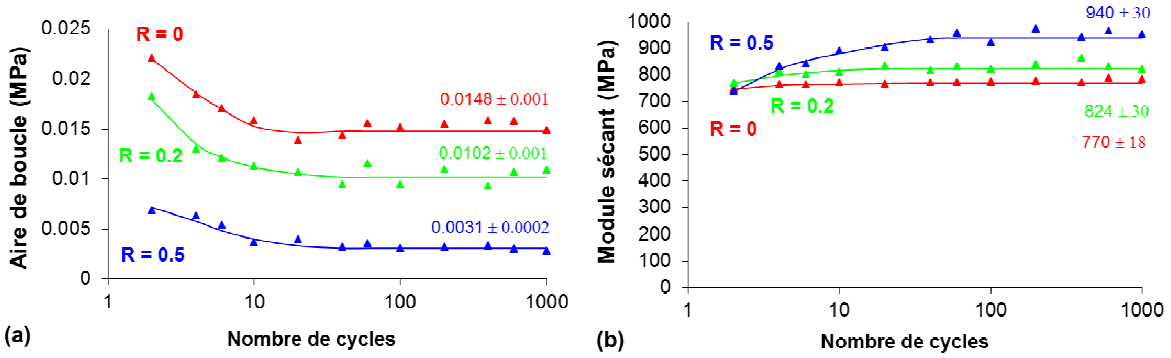 Aire de boucle (MPa)
0.025
0.02
0.015
0.01
0.005
0
R = 0
R = 0.2
R = 0.5
0.0148 ± 0.001
0.0102 ± 0.001
0.0031 ± 0.0002
1
10
100
1000
Nombre de cycles
(a)
Module sécant (MPa)
1000
900
800
700
600
500
400
300
200
100
0
R = 0.5
R = 0.2
R = 0
940 ± 30
824 ± 30
770 ± 18
1
10
100
1000
Nombre de cycles
(b)